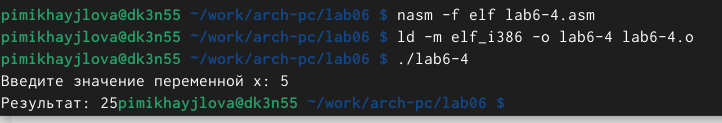 pimikhayjlova@dk3n55 ~/work/arch-pc/lab06 $ nasm -f elf lab6-4.asm
pimikhayjlova@dk3n55 ~/work/arch-pc/lab06 $ ld -m elf_i386 -o lab6-4 lab6-4.o
pimikhayjlova@dk3n55 ~/work/arch-pc/lab06 $ ./lab6-4
Введите значение переменной x: 5
Результат: 25pimikhayjlova@dk3n55 ~/work/arch-pc/lab06 $